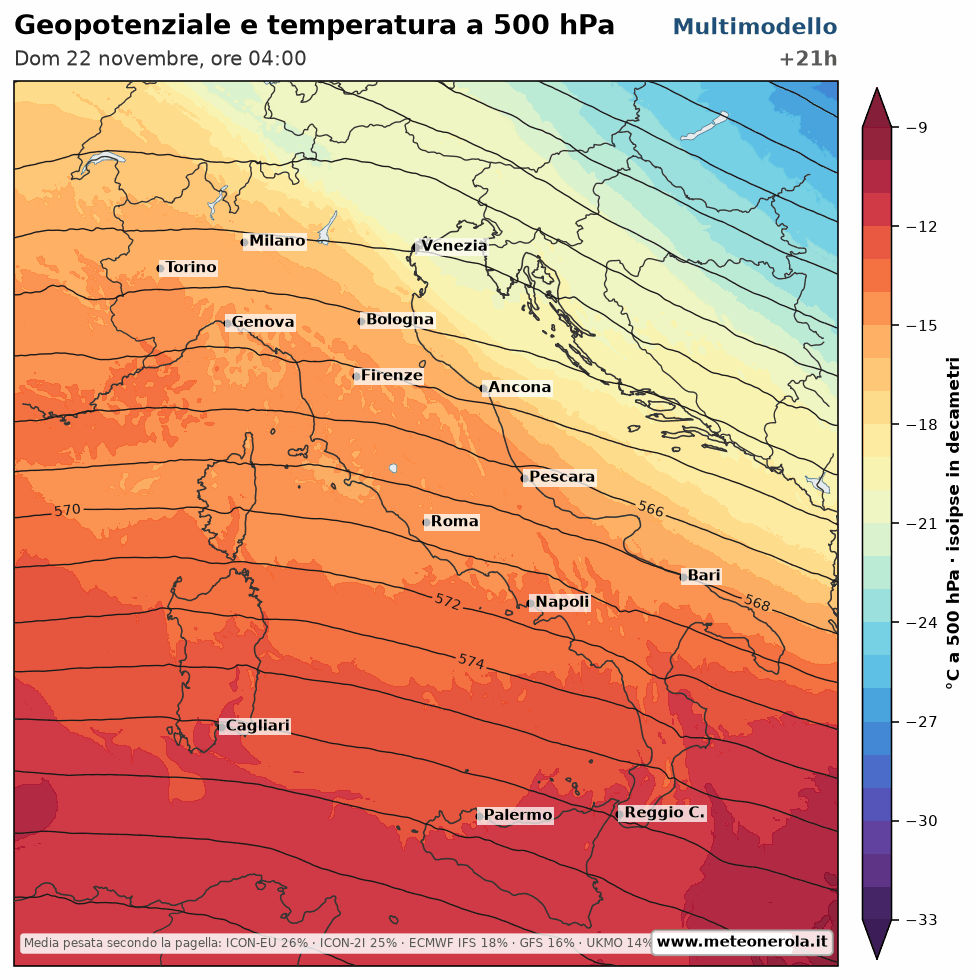 Geopotenziale e temperatura a 500 hPa
Multimodello
Dom 22 novembre, ore 04:00
+21h
Milano
Venezia
Torino
Genova
Bologna
Firenze
Ancona
Pescara
570
566
Roma
Bari
572
Napoli
568
574
Cagliari
Palermo
Reggio C.
−9
−12
−15
−18
−21
−24
−27
−30
−33
°C a 500 hPa · isoipse in decametri
Media pesata secondo la pagella: ICON-EU 26% · ICON-2I 25% · ECMWF IFS 18% · GFS 16% · UKMO 14%
www.meteonerola.it